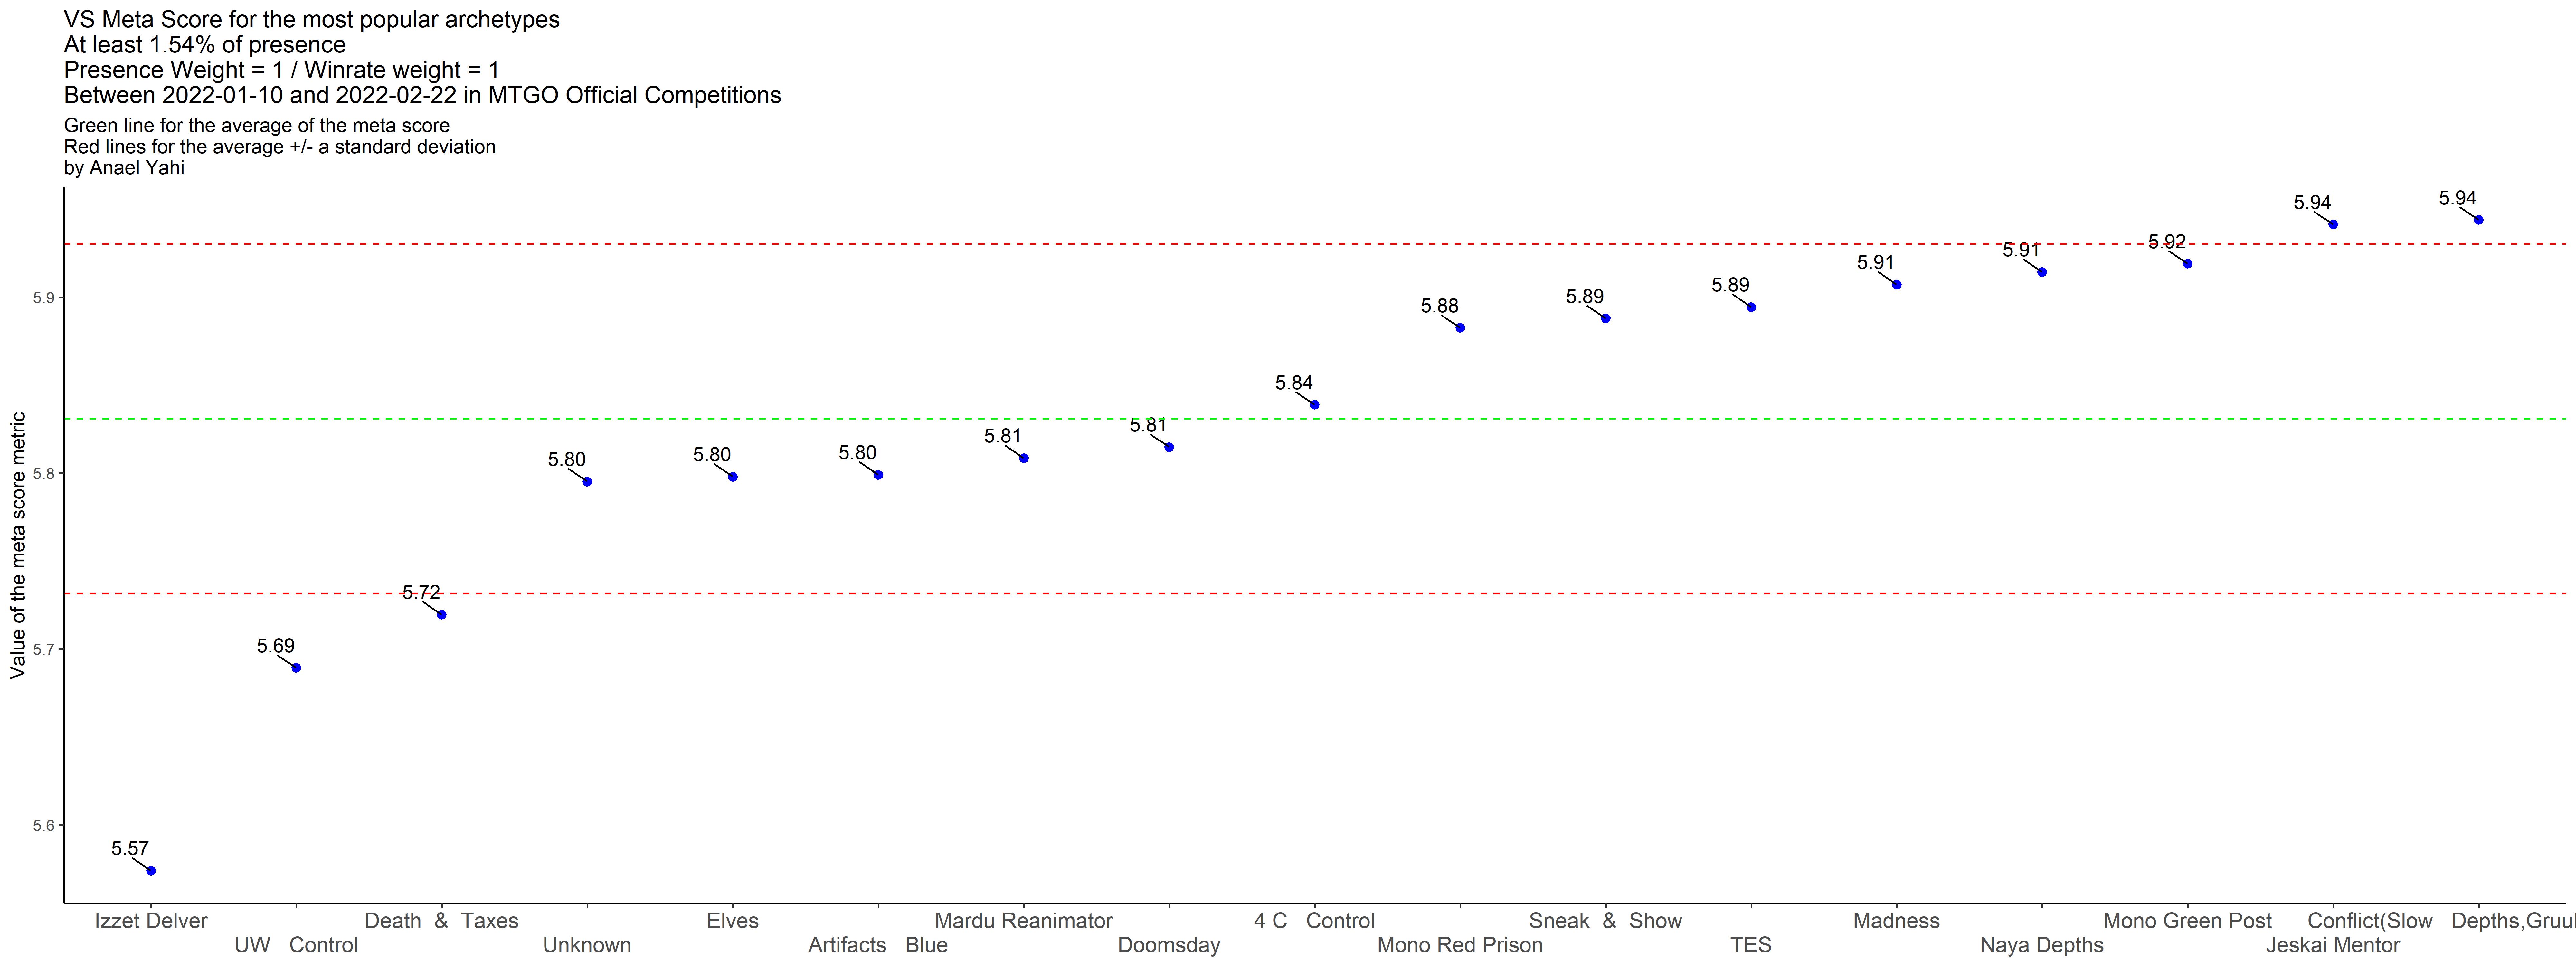 VS Meta Score for the most popular archetypes
At least 1.54% of presence
Presence Weight = 1 / Winrate weight = 1
Between 2022-01-10 and 2022-02-22 in MTGO Official Competitions
Green line for the average of the meta score
Red lines for the average +/- a standard deviation
by Anael Yahi
Value of the meta score metric
5.9
5.8
5.7
5.6
5.57
5.69
5.72
5.80
5.80
5.80
5.81
5.81
5.84
5.88
5.89
5.89
5.91
5.91
5.92
5.94
5.94
Izzet Delver
UW Control
Death & Taxes
Unknown
Elves
Artifacts Blue
Mardu Reanimator
Doomsday
4 C Control
Mono Red Prison
Sneak & Show
TES
Madness
Naya Depths
Mono Green Post
Jeskai Mentor
Conflict(Slow Depths,Gruul